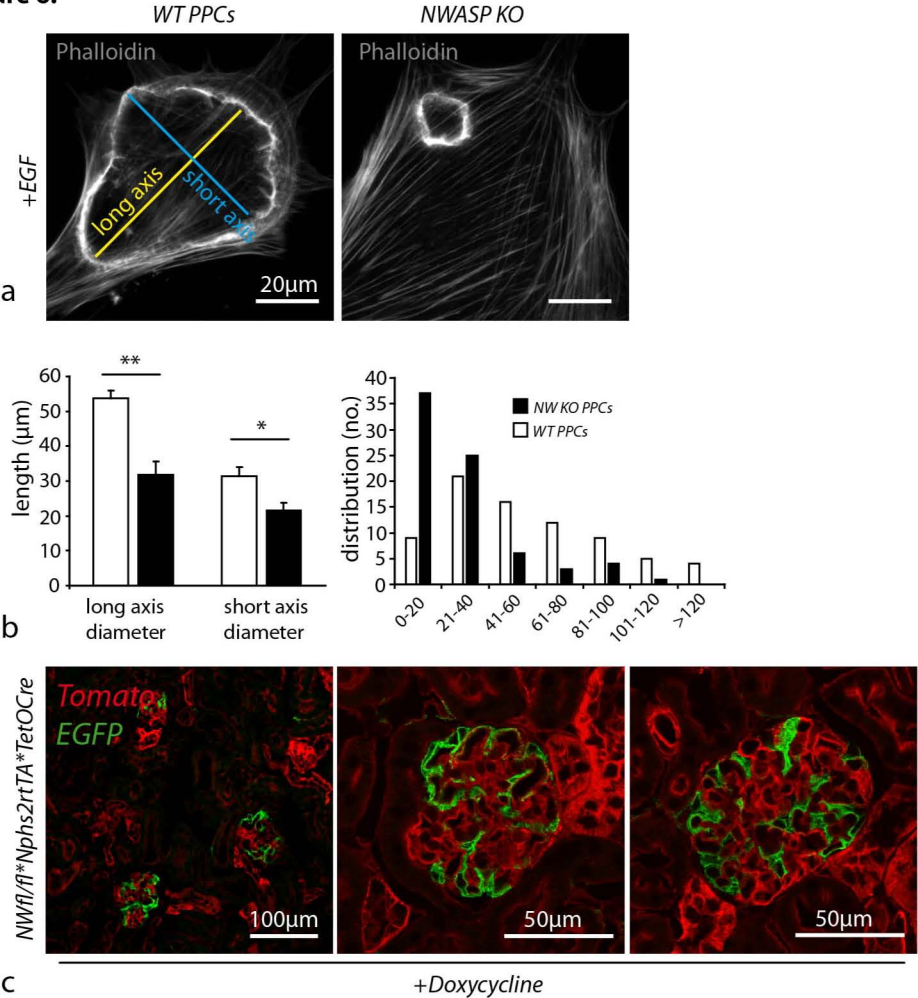 WT PPCs
NWASP KO
Phalloidin
Phalloidin
+EGF
long axis
short axis
20µm
a
**
*
60
50
40
30
20
10
0
length (µm)
long axis
diameter
short axis
diameter
40
35
30
25
20
15
10
5
0
distribution (no.)
NW KO PPCs
WT PPCs
0-20
21-40
41-60
61-80
81-100
101-120
>120
b
NWfl/fl*Nphs2rtTA*TetOCre
Tomato
EGFP
100µm
50µm
50µm
+Doxycycline
c